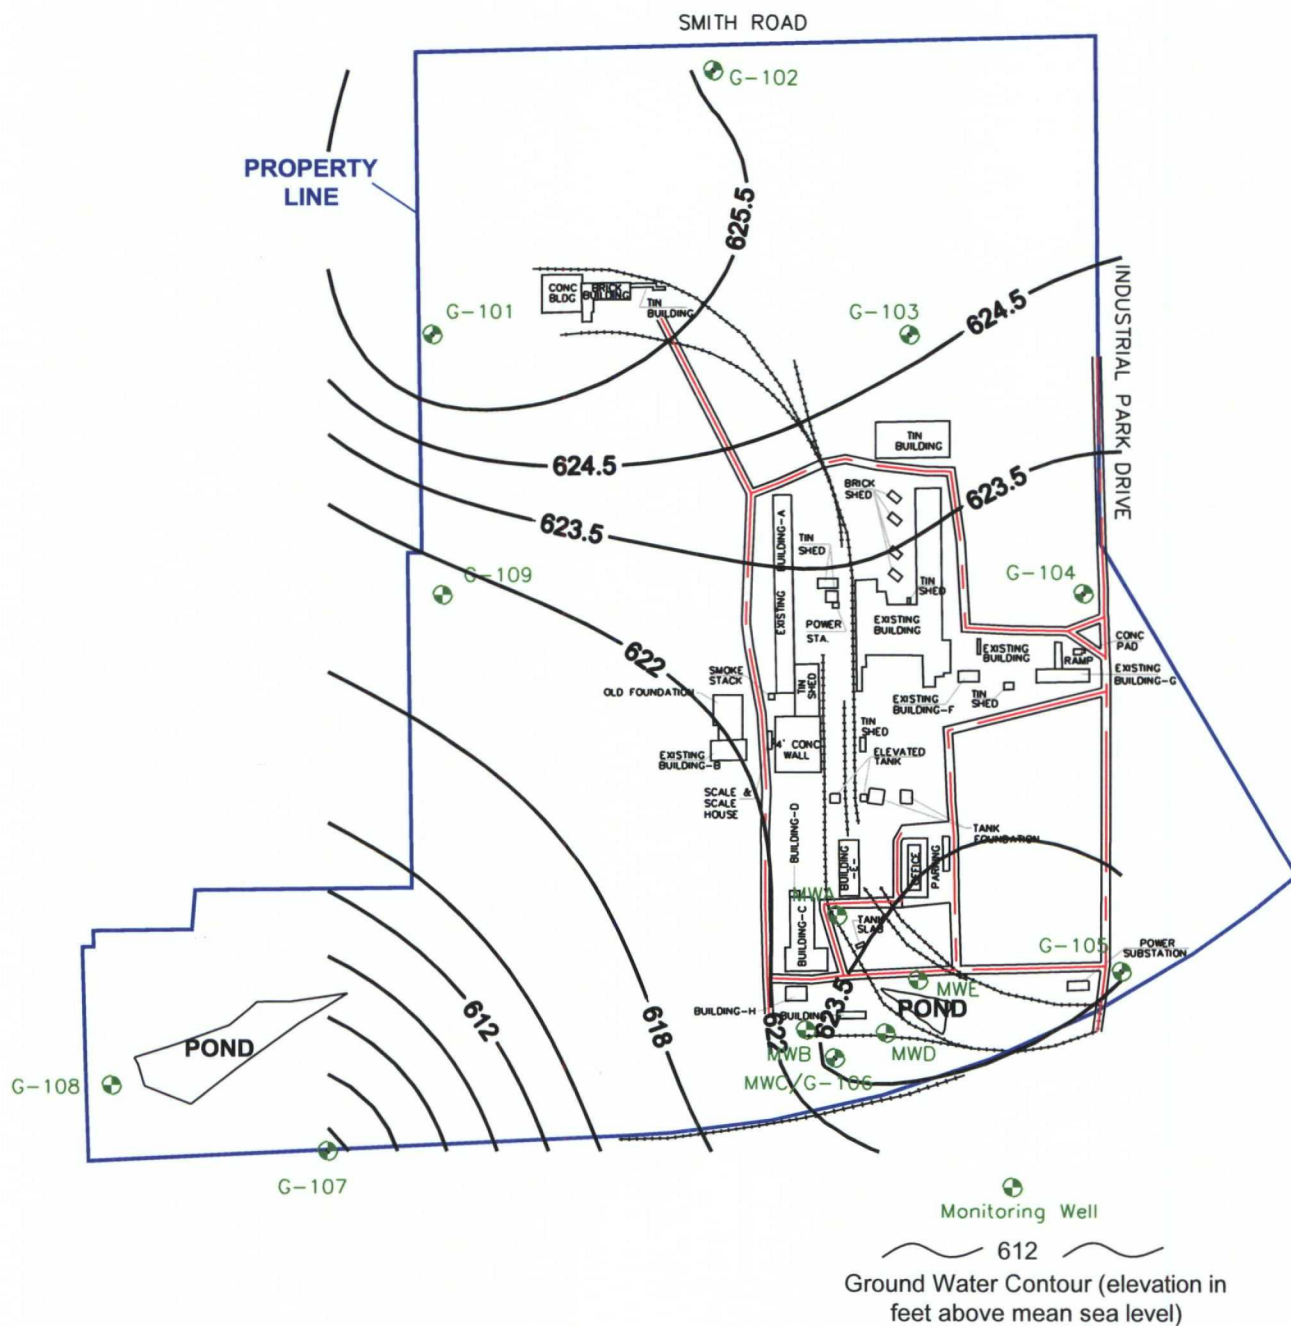 SMITH ROAD
G-102
PROPERTY
LINE
625.5
CONC
BLDG
BRICK
BUILDING
TIN
BUILDING
G-101
G-103
624.5
INDUSTRIAL PARK DRIVE
TIN
BUILDING
624.5
623.5
BRICK
SHED
623.5
EXISTING BUILDING-A
TIN
SHED
G-109
G-104
TIN
SHED
POWER
STA.
EXISTING
BUILDING
CONC
PAD
622
EXISTING
BUILDING
RAMP
EXISTING
BUILDING-G
SMOKE
STACK
OLD FOUNDATION
TIN
SHED
EXISTING
BUILDING-F
TIN
SHED
TIN
SHED
4' CONC
WALL
ELEVATED
TANK
EXISTING
BUILDING-B
SCALE &
SCALE
HOUSE
BUILDING-D
TANK
FOUNDATION
BUILDING
-E-
OFFICE
PARKING
MWA
TANK
SLAB
BUILDING-C
G-105
POWER
SUBSTATION
MWE
POND
623.5
BUILDING-H
BUILDING
622
612
618
POND
MWB
MWD
MWC/G-106
G-108
G-107
Monitoring Well
612
Ground Water Contour (elevation in
feet above mean sea level)